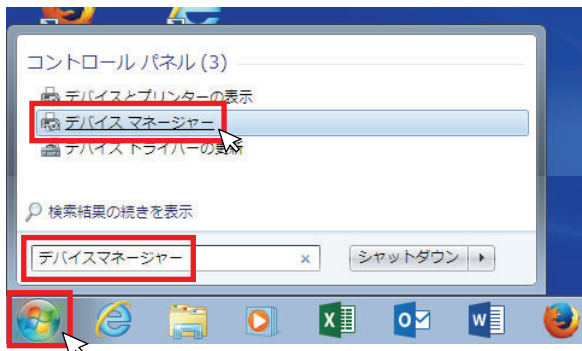 コントロール パネル (3)
デバイスとプリンターの表示
デバイス マネージャー
デバイス ドライバーの更新
検索結果の続きを表示
デバイスマネージャー
シャットダウン